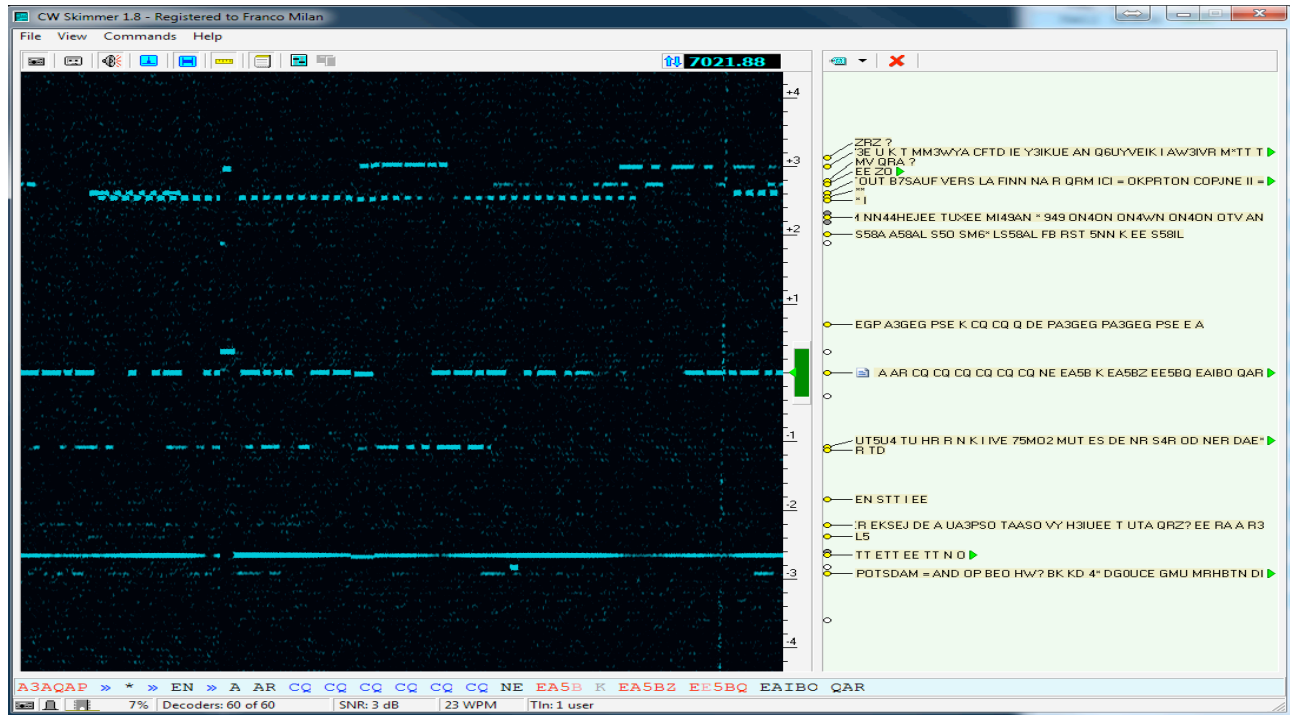 CW Skimmer 1.8 - Registered to Franco Milan
File View Commands Help
7021.88
+4
+3
+2
+1
-1
-2
-3
-4
ZRZ ?
3E U K T MM3WYA CFTD IE Y3IKUE AN Q6UYVEIK I AW3IVR M*TT T
MV QRA ?
EE ZO
OUT B7SAUF VERS LA FINN NA R QRM ICI = OKPRTON COPJNE II =
**
* I
NN44HEJEE TUXEE MI49AN * 949 ON4ON ON4WN ON4ON OTV AN
S58A A58AL S5O SM6* LS58AL FB RST 5NN K EE S58IL
EGP A3GEG PSE K CQ CQ Q DE PA3GEG PA3GEG PSE E A
A AR CQ CQ CQ CQ CQ CQ NE EA5B K EA5BZ EE5BQ EAIBO QAR
UT5U4 TU HR R N K I IVE 75MO2 MUT ES DE NR S4R OD NER DAE*
R TD
EN STT I EE
R EKSEJ DE A UA3PSO TAASO VY H3IUEE T UTA QRZ? EE RA A R3
L5
TT ETT EE TT N O
POTSDAM = AND OP BEO HW? BK KD 4* DG0UCE GMU MRHBTN DI
A3AQAP » * » EN » A AR CQ CQ CQ CQ CQ CQ NE EA5B K EA5BZ EE5BQ EAIBO QAR
7% Decoders: 60 of 60 SNR: 3 dB 23 WPM Tln: 1 user